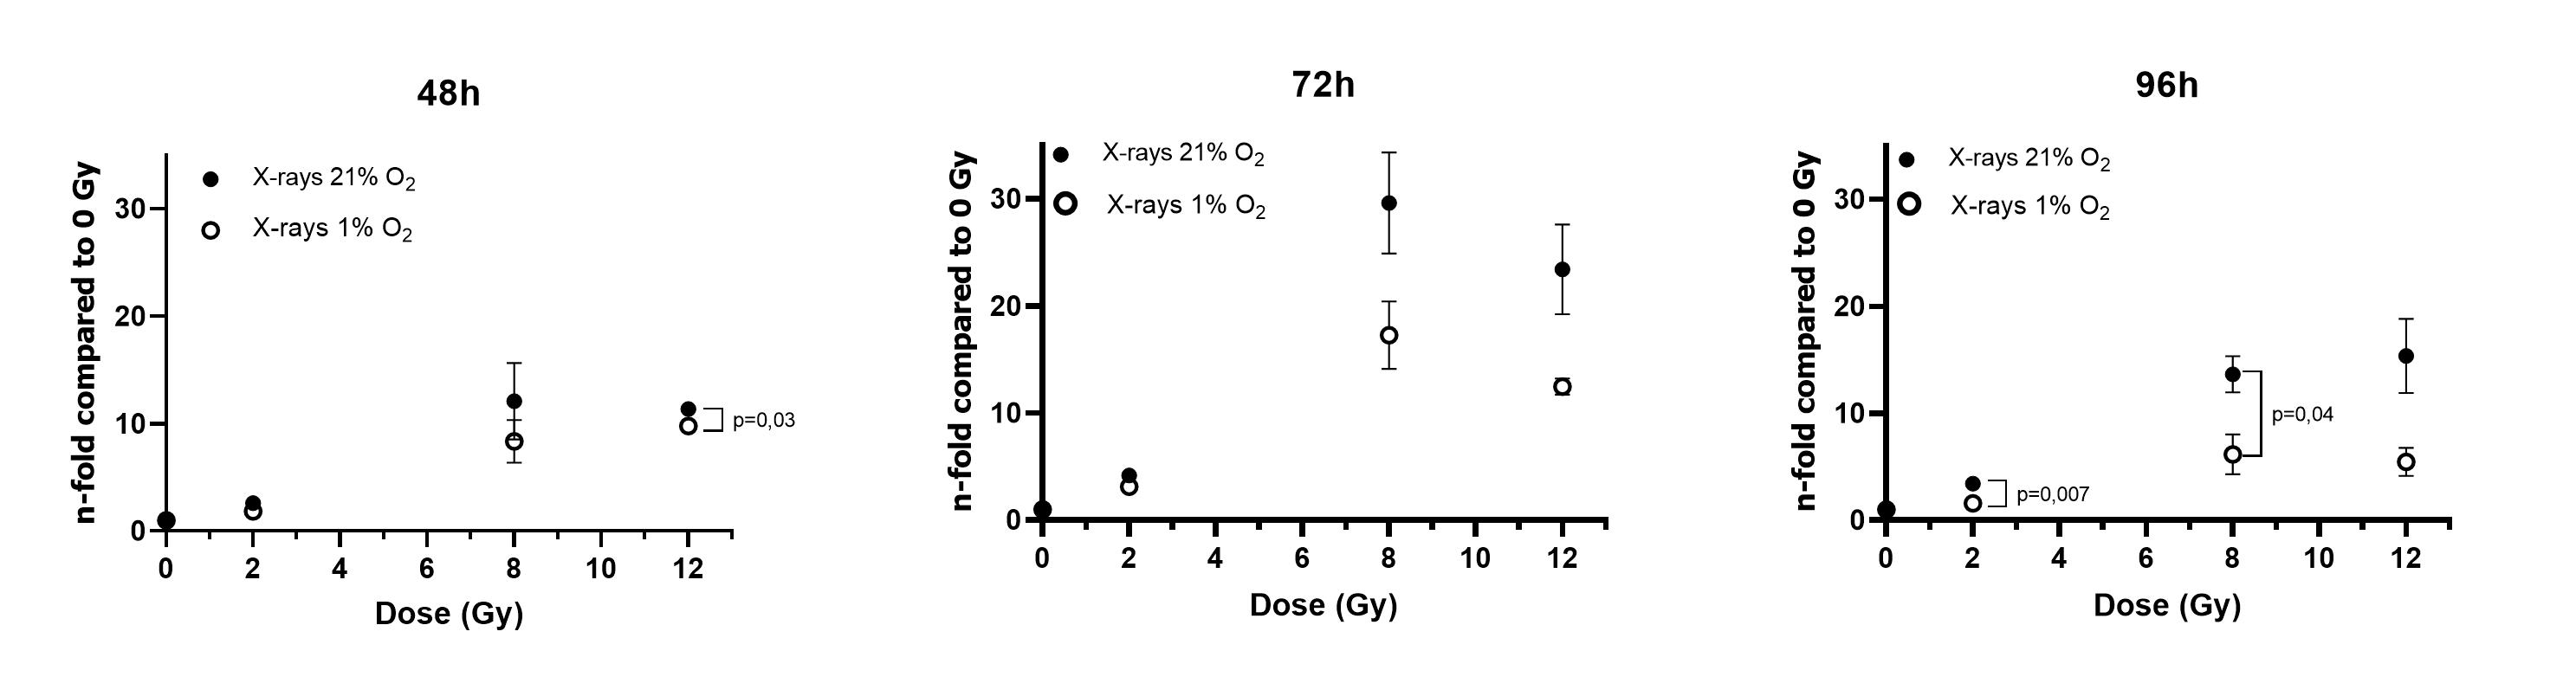 48h
n-fold compared to 0 Gy
X-rays 21% O2
X-rays 1% O2
30
20
10
0
0 2 4 6 8 10 12
p=0,03
Dose (Gy)
72h
n-fold compared to 0 Gy
X-rays 21% O2
X-rays 1% O2
30
20
10
0
0 2 4 6 8 10 12
Dose (Gy)
96h
n-fold compared to 0 Gy
X-rays 21% O2
X-rays 1% O2
30
20
10
0
0 2 4 6 8 10 12
p=0,04
p=0,007
Dose (Gy)